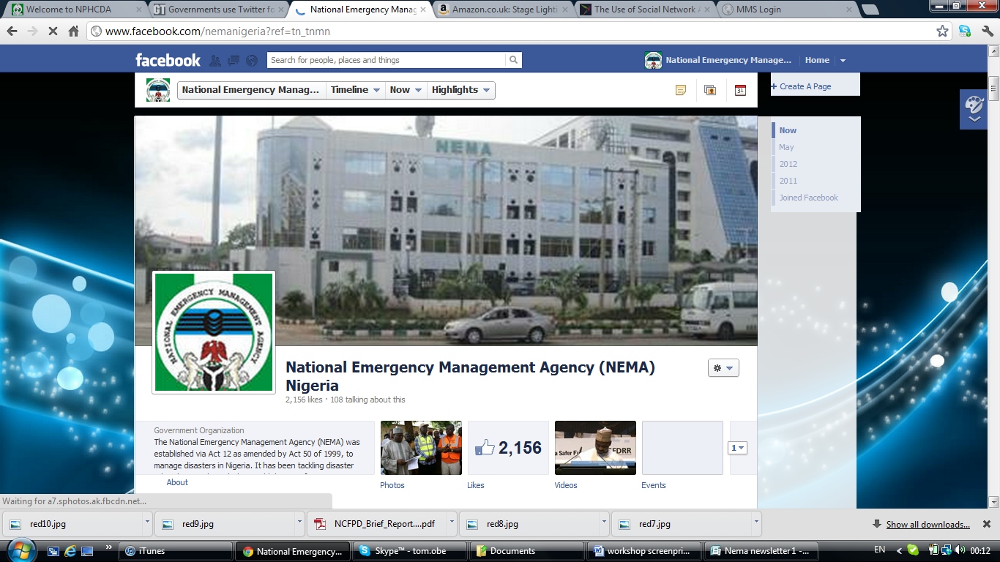 Welcome to NPHCDA
Governments use Twitter fo
National Emergency Manag
Amazon.co.uk: Stage Lighti
The Use of Social Network A
MMS Login
www.facebook.com/nemanigeria?ref=tn_tnmn
facebook
Search for people, places and things
National Emergency Manage...
Home
National Emergency Manag...
Timeline
Now
Highlights
31
+ Create A Page
Now
May
2012
2011
Joined Facebook
NEMA
NATIONAL EMERGENCY MANAGEMENT AGENCY
National Emergency Management Agency (NEMA)
Nigeria
2,156 likes · 108 talking about this
Government Organization
The National Emergency Management Agency (NEMA) was
established via Act 12 as amended by Act 50 of 1999, to
manage disasters in Nigeria. It has been tackling disaster
About
2,156
a Safer F
DRR
1
Photos
Likes
Videos
Events
Waiting for a7.sphotos.ak.fbcdn.net...
red10.jpg
red9.jpg
NCFPD_Brief_Report....pdf
red8.jpg
red7.jpg
Show all downloads...
iTunes
National Emergency...
Skype™ - tom.obe
Documents
workshop screenpri...
Nema newsletter 1 -...
EN
00:12